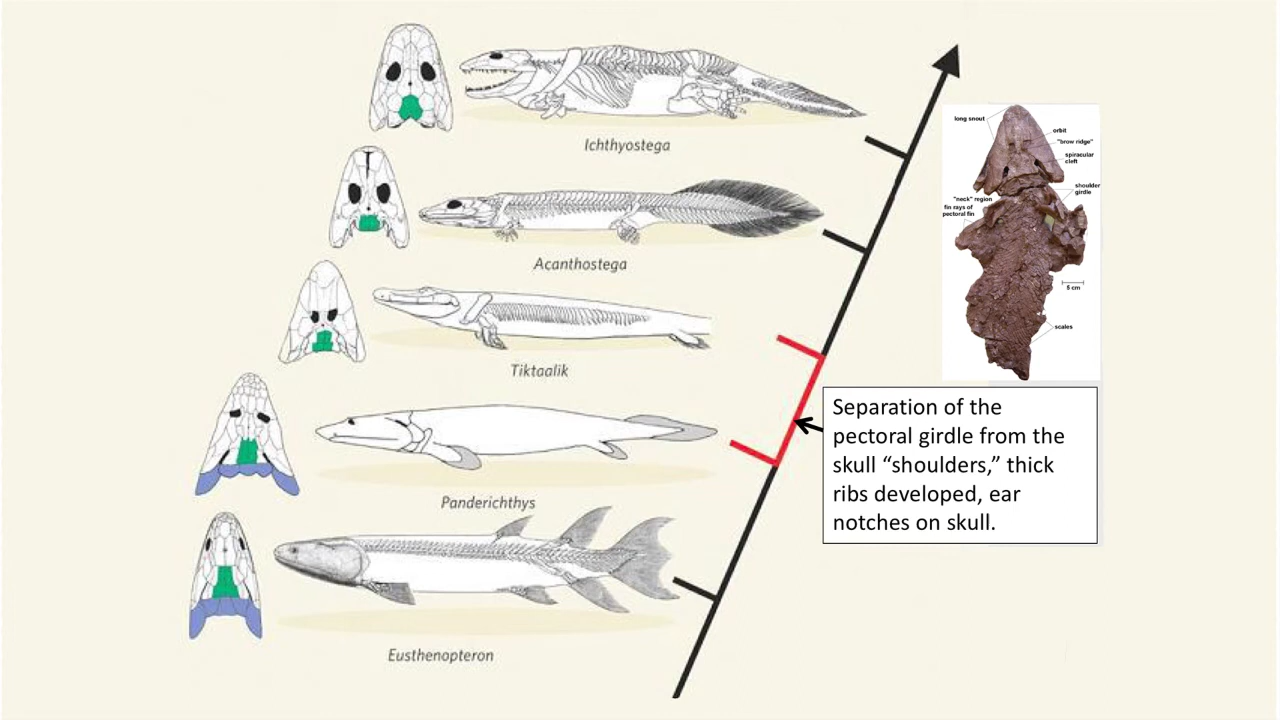 Ichthyostega
Acanthostega
Tiktaalik
Panderichthys
Eusthenopteron
long snout
orbit
"brow ridge"
spiracular
cleft
shoulder
girdle
"neck" region
fin rays of
pectoral fin
5 cm
scales
Separation of the
pectoral girdle from the
skull “shoulders,” thick
ribs developed, ear
notches on skull.